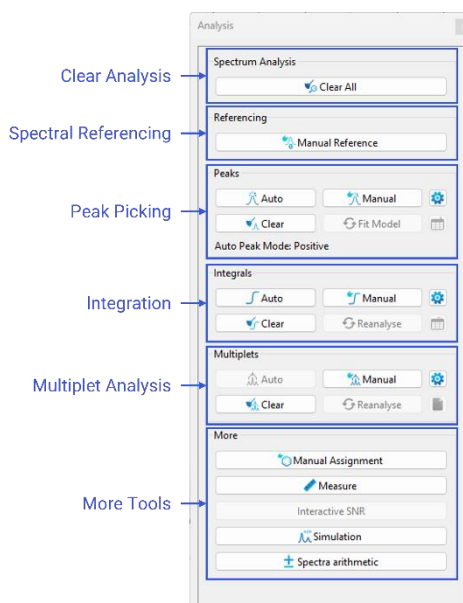 Analysis
Spectrum Analysis
Clear Analysis
Clear All
Referencing
Spectral Referencing
Manual Reference
Peaks
Auto Manual
Peak Picking
Clear Fit Model
Auto Peak Mode: Positive
Integrals
Auto Manual
Integration
Clear Reanalyse
Multiplets
Auto Manual
Multiplet Analysis
Clear Reanalyse
More
Manual Assignment
Measure
More Tools
Interactive SNR
Simulation
Spectra arithmetic